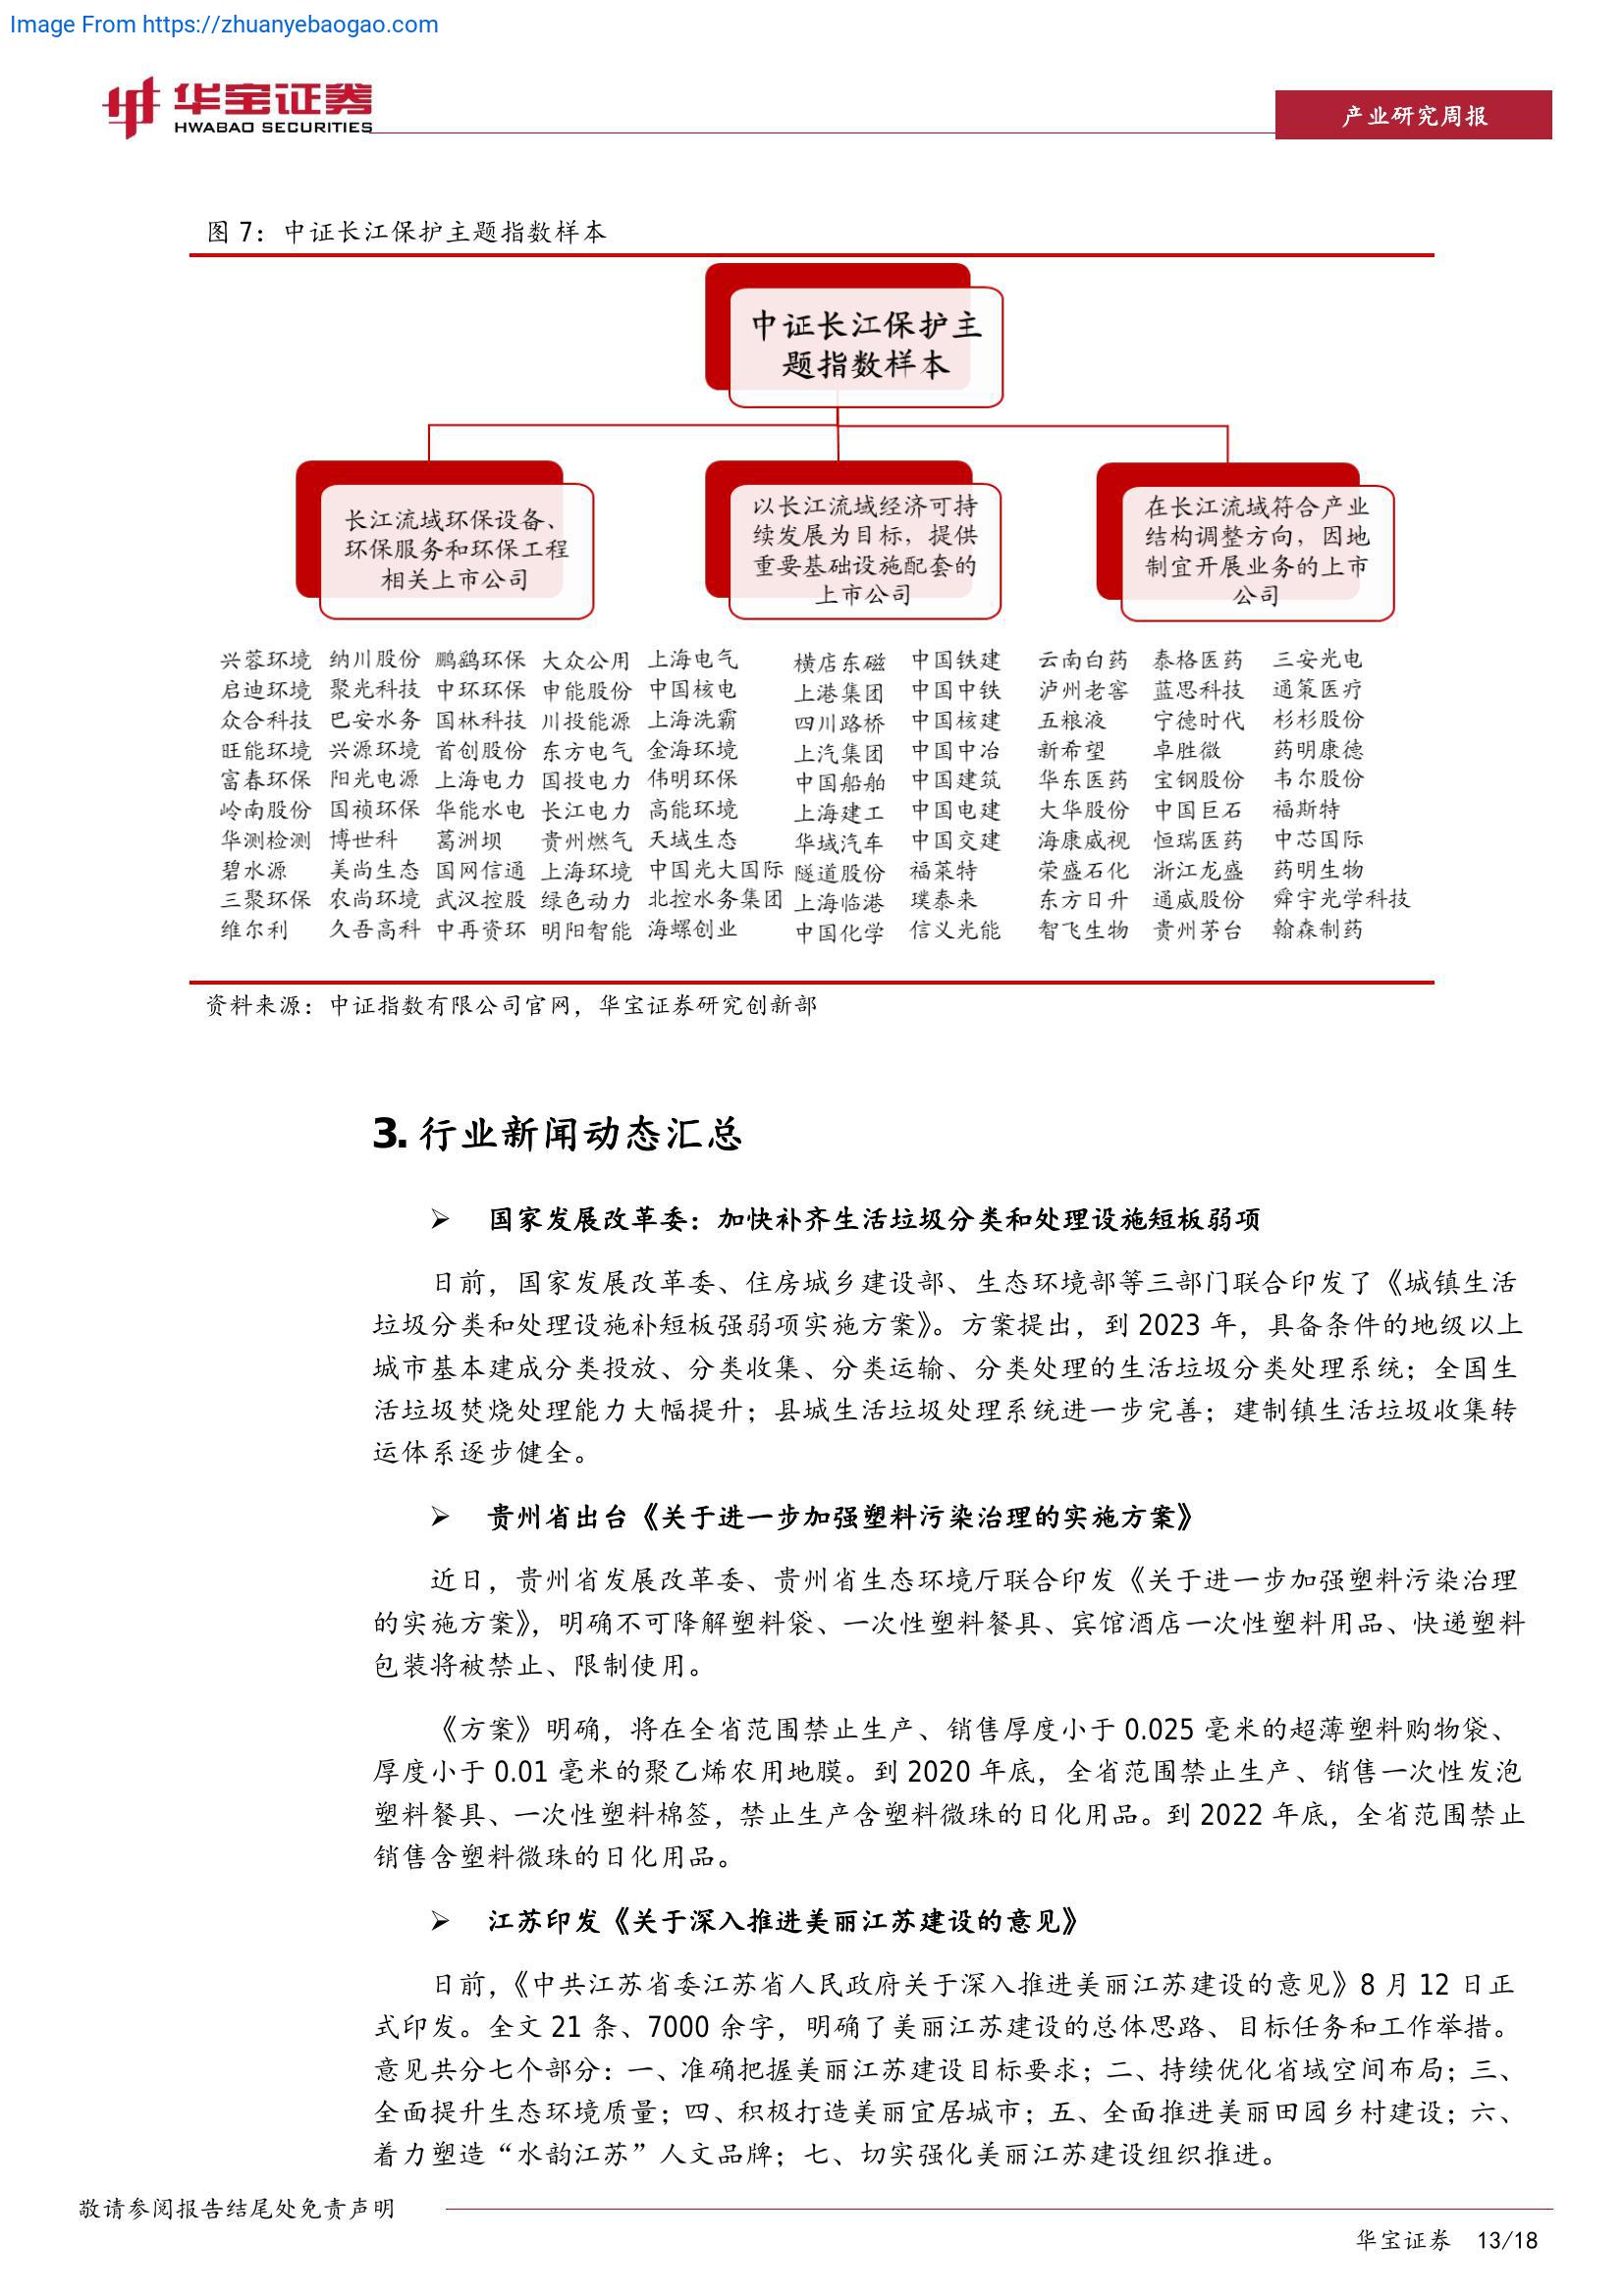 Image From https://zhuanyebaogao.com
华宝证券
HWABAO SECURITIES
产业研究周报
图 7：中证长江保护主题指数样本
中证长江保护主
题指数样本
长江流域环保设备、
环保服务和环保工程
相关上市公司
以长江流域经济可持
续发展为目标，提供
重要基础设施配套的
上市公司
在长江流域符合产业
结构调整方向，因地
制宜开展业务的上市
公司
兴蓉环境 纳川股份 鹏鹞环保 大众公用 上海电气 横店东磁 中国铁建 云南白药 泰格医药 三安光电
启迪环境 聚光科技 中环环保 申能股份 中国核电 上港集团 中国中铁 泸州老窖 蓝思科技 通策医疗
众合科技 巴安水务 国林科技 川投能源 上海洗霸 四川路桥 中国核建 五粮液 宁德时代 杉杉股份
旺能环境 兴源环境 首创股份 东方电气 金海环境 上汽集团 中国中冶 新希望 卓胜微 药明康德
富春环保 阳光电源 上海电力 国投电力 伟明环保 中国船舶 中国建筑 华东医药 宝钢股份 韦尔股份
岭南股份 国祯环保 华能水电 长江电力 高能环境 上海建工 中国电建 大华股份 中国巨石 福斯特
华测检测 博世科 葛洲坝 贵州燃气 天域生态 华域汽车 中国交建 海康威视 恒瑞医药 中芯国际
碧水源 美尚生态 国网信通 上海环境 中国光大国际 隧道股份 福莱特 荣盛石化 浙江龙盛 药明生物
三聚环保 农尚环境 武汉控股 绿色动力 北控水务集团 上海临港 璞泰来 东方日升 通威股份 舜宇光学科技
维尔利 久吾高科 中再资环 明阳智能 海螺创业 中国化学 信义光能 智飞生物 贵州茅台 翰森制药
资料来源：中证指数有限公司官网，华宝证券研究创新部
3. 行业新闻动态汇总
➢ 国家发展改革委：加快补齐生活垃圾分类和处理设施短板弱项
日前，国家发展改革委、住房城乡建设部、生态环境部等三部门联合印发了《城镇生活
垃圾分类和处理设施补短板强弱项实施方案》。方案提出，到 2023 年，具备条件的地级以上
城市基本建成分类投放、分类收集、分类运输、分类处理的生活垃圾分类处理系统；全国生
活垃圾焚烧处理能力大幅提升；县城生活垃圾处理系统进一步完善；建制镇生活垃圾收集转
运体系逐步健全。
➢ 贵州省出台《关于进一步加强塑料污染治理的实施方案》
近日，贵州省发展改革委、贵州省生态环境厅联合印发《关于进一步加强塑料污染治理
的实施方案》，明确不可降解塑料袋、一次性塑料餐具、宾馆酒店一次性塑料用品、快递塑料
包装将被禁止、限制使用。
《方案》明确，将在全省范围禁止生产、销售厚度小于 0.025 毫米的超薄塑料购物袋、
厚度小于 0.01 毫米的聚乙烯农用地膜。到 2020 年底，全省范围禁止生产、销售一次性发泡
塑料餐具、一次性塑料棉签，禁止生产含塑料微珠的日化用品。到 2022 年底，全省范围禁止
销售含塑料微珠的日化用品。
➢ 江苏印发《关于深入推进美丽江苏建设的意见》
日前，《中共江苏省委江苏省人民政府关于深入推进美丽江苏建设的意见》8 月 12 日正
式印发。全文 21 条、7000 余字，明确了美丽江苏建设的总体思路、目标任务和工作举措。
意见共分七个部分：一、准确把握美丽江苏建设目标要求；二、持续优化省域空间布局；三、
全面提升生态环境质量；四、积极打造美丽宜居城市；五、全面推进美丽田园乡村建设；六、
着力塑造“水韵江苏”人文品牌；七、切实强化美丽江苏建设组织推进。
敬请参阅报告结尾处免责声明
华宝证券 13/18